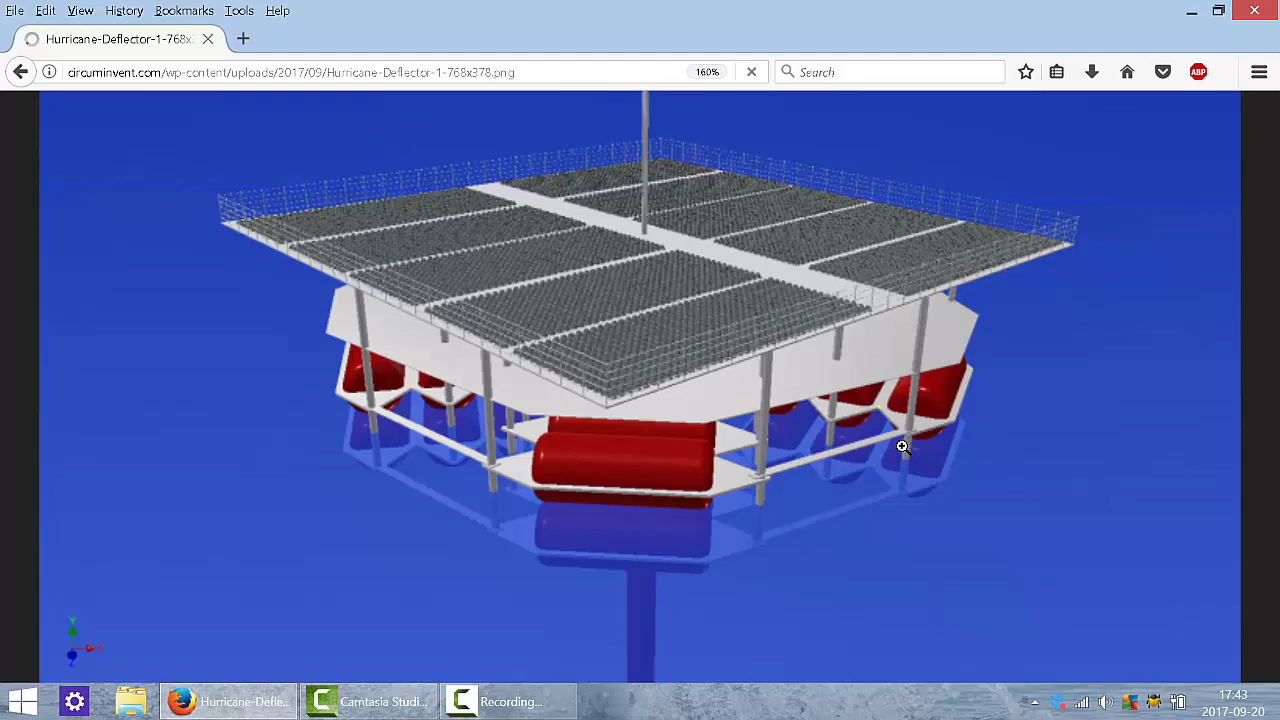 File Edit View History Bookmarks Tools Help
Hurricane-Deflector-1-768x3
circuminvent.com/wp-content/uploads/2017/09/Hurricane-Deflector-1-768x378.png 160% Search ABP
Y
X
Z
Hurricane-Defle... Camtasia Studi... Recording... 17:43
2017-09-20